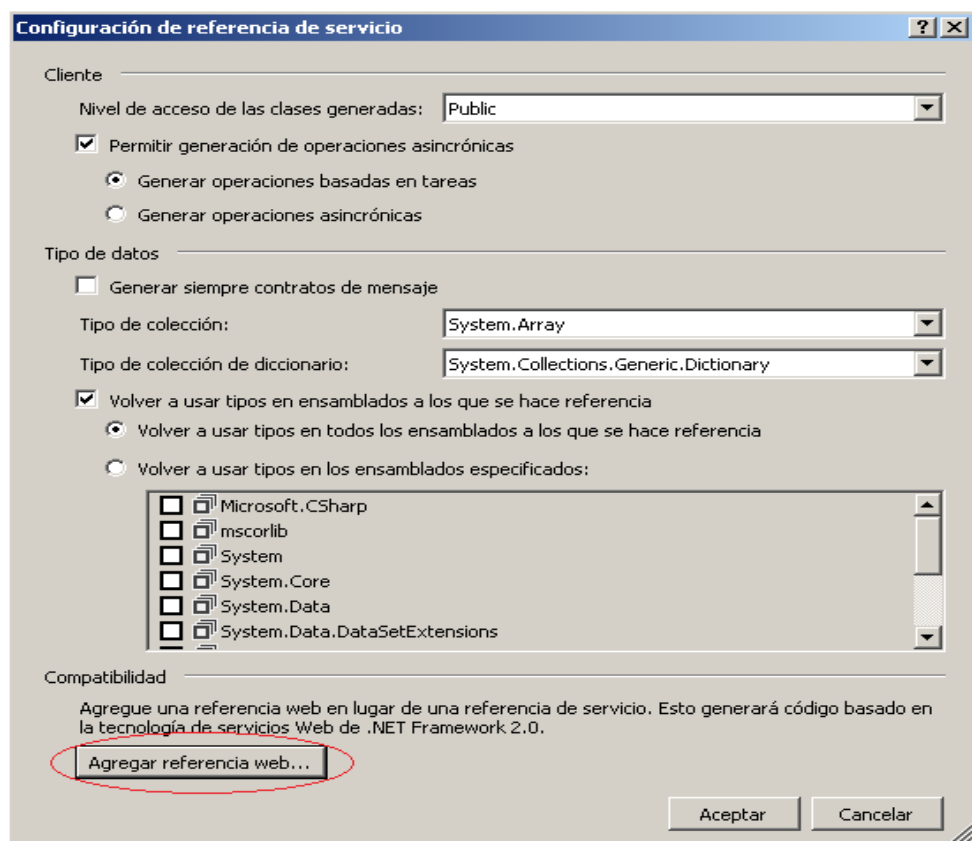 Configuración de referencia de servicio
Cliente
Nivel de acceso de las clases generadas: Public
Permitir generación de operaciones asincrónicas
Generar operaciones basadas en tareas
Generar operaciones asincrónicas
Tipo de datos
Generar siempre contratos de mensaje
Tipo de colección: System.Array
Tipo de colección de diccionario: System.Collections.Generic.Dictionary
Volver a usar tipos en ensamblados a los que se hace referencia
Volver a usar tipos en todos los ensamblados a los que se hace referencia
Volver a usar tipos en los ensamblados especificados:
Microsoft.CSharp
mscorlib
System
System.Core
System.Data
System.Data.DataSetExtensions
Compatibilidad
Agregue una referencia web en lugar de una referencia de servicio. Esto generará código basado en
la tecnología de servicios Web de .NET Framework 2.0.
Agregar referencia web...
Aceptar Cancelar